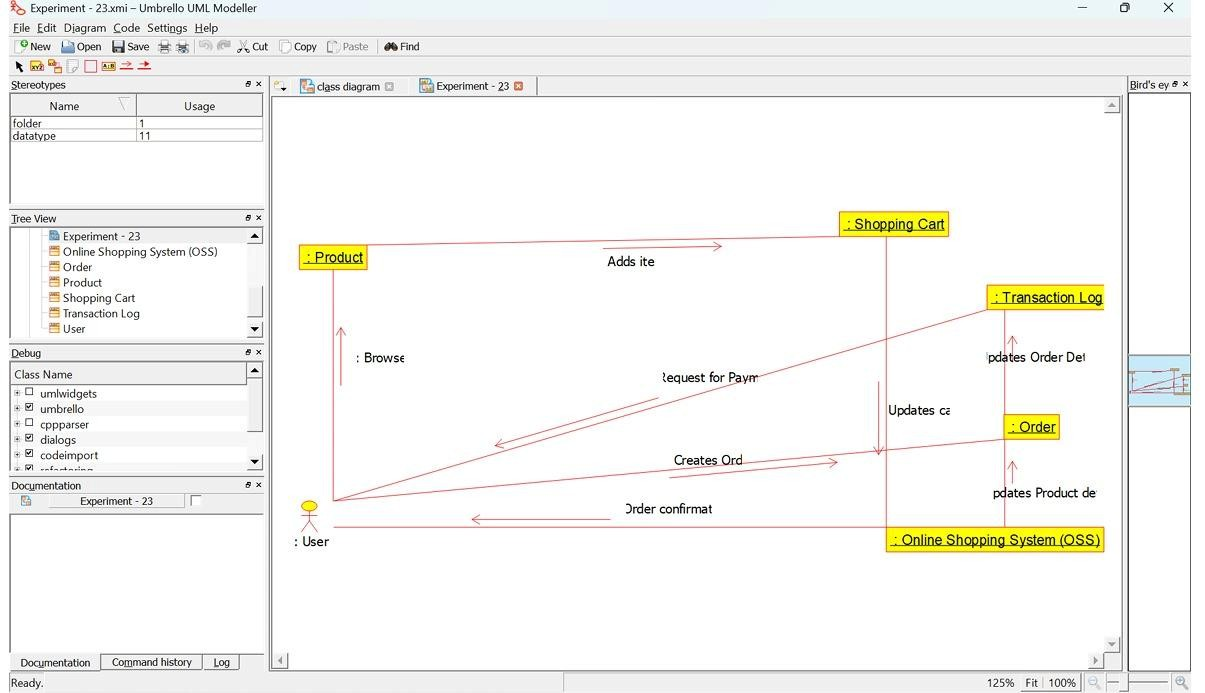 Experiment - 23.xmi – Umbrello UML Modeller
File Edit Diagram Code Settings Help
New Open Save Cut Copy Paste Find
Stereotypes
Name Usage
folder 1
datatype 11
Tree View
Experiment - 23
Online Shopping System (OSS)
Order
Product
Shopping Cart
Transaction Log
User
Debug
Class Name
umlwidgets
umbrello
cppparser
dialogs
codeimport
refactoring
Documentation
Experiment - 23
Documentation Command history Log
Ready.
class diagram Experiment - 23
: Shopping Cart
: Product
Adds ite
: Transaction Log
: Browse
pdates Order Det
Request for Paym
Updates ca
: Order
Creates Ord
pdates Product de
Order confirmat
: User
: Online Shopping System (OSS)
Bird's ey
125% Fit 100%